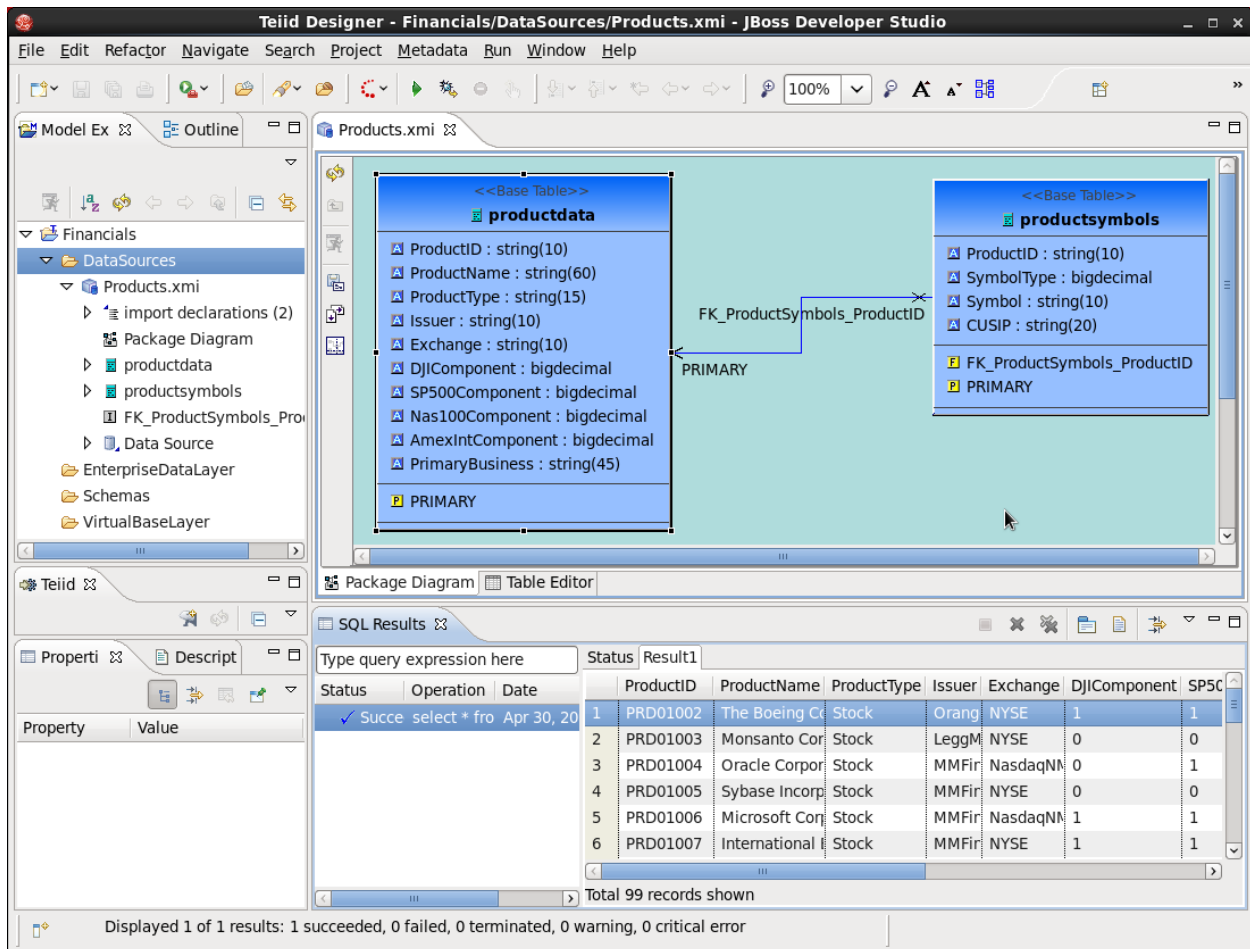 Teiid Designer - Financials/DataSources/Products.xmi - JBoss Developer Studio
File Edit Refactor Navigate Search Project Metadata Run Window Help
100%
Model Ex Outline
Financials
DataSources
Products.xmi
import declarations (2)
Package Diagram
productdata
productsymbols
FK_ProductSymbols_Pro
Data Source
EnterpriseDataLayer
Schemas
VirtualBaseLayer
Teiid
Properti Descript
Property Value
Products.xmi
<<Base Table>>
productdata
ProductID : string(10)
ProductName : string(60)
ProductType : string(15)
Issuer : string(10)
Exchange : string(10)
DJIComponent : bigdecimal
SP500Component : bigdecimal
Nas100Component : bigdecimal
AmexIntComponent : bigdecimal
PrimaryBusiness : string(45)
PRIMARY
FK_ProductSymbols_ProductID
PRIMARY
<<Base Table>>
productsymbols
ProductID : string(10)
SymbolType : bigdecimal
Symbol : string(10)
CUSIP : string(20)
FK_ProductSymbols_ProductID
PRIMARY
Package Diagram Table Editor
SQL Results
Type query expression here
Status Operation Date
Succe select * fro Apr 30, 20
Status Result1
ProductID ProductName ProductType Issuer Exchange DJIComponent SP50
1 PRD01002 The Boeing Co Stock Orang NYSE 1 1
2 PRD01003 Monsanto Cor Stock LeggM NYSE 0 0
3 PRD01004 Oracle Corpor Stock MMFir NasdaqNM 0 1
4 PRD01005 Sybase Incorp Stock MMFir NYSE 0 0
5 PRD01006 Microsoft Corp Stock MMFir NasdaqNM 1 1
6 PRD01007 International Stock MMFir NYSE 1 1
Total 99 records shown
Displayed 1 of 1 results: 1 succeeded, 0 failed, 0 terminated, 0 warning, 0 critical error